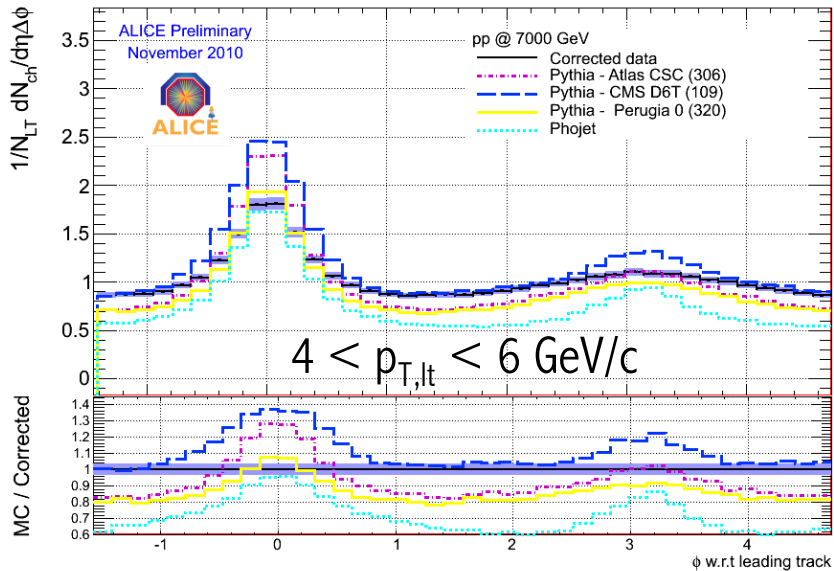 ALICE Preliminary
November 2010
ALICE
pp @ 7000 GeV
Corrected data
Pythia - Atlas CSC (306)
Pythia - CMS D6T (109)
Pythia - Perugia 0 (320)
Phojet
1/N_LT dN_ch/dηΔϕ
3.5
3
2.5
2
1.5
1
0.5
0
4 < p_T,lt < 6 GeV/c
MC / Corrected
1.4
1.3
1.2
1.1
1
0.9
0.8
0.7
0.6
-1 0 1 2 3 4
ϕ w.r.t leading track